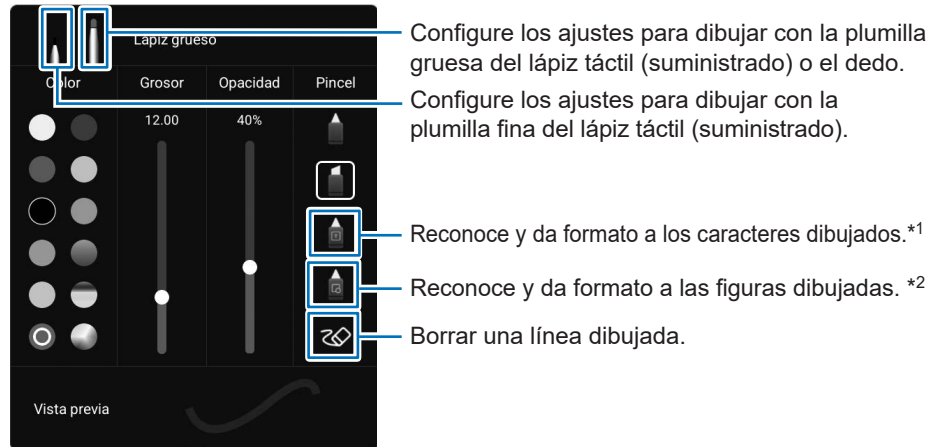 Lápiz grueso
Color Grosor Opacidad Pincel
12.00 40%
Vista previa
Configure los ajustes para dibujar con la plumilla
gruesa del lápiz táctil (suministrado) o el dedo.
Configure los ajustes para dibujar con la
plumilla fina del lápiz táctil (suministrado).
Reconoce y da formato a los caracteres dibujados.*1
Reconoce y da formato a las figuras dibujadas. *2
Borrar una línea dibujada.